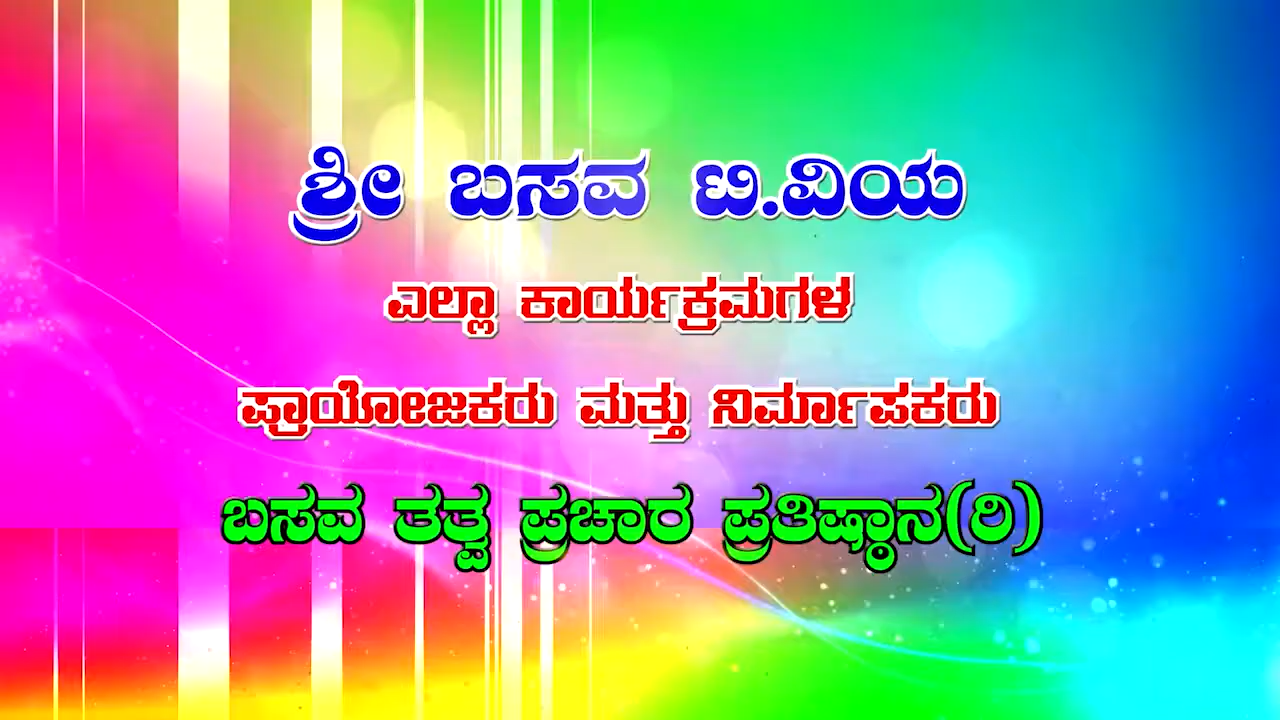 ಶ್ರೀ ಬಸವ ಟಿ.ವಿಯ
ಎಲ್ಲಾ ಕಾರ್ಯಕ್ರಮಗಳ
ಪ್ರಾಯೋಜಕರು ಮತ್ತು ನಿರ್ಮಾಪಕರು
ಬಸವ ತತ್ವ ಪ್ರಚಾರ ಪ್ರತಿಷ್ಠಾನ(ರಿ)